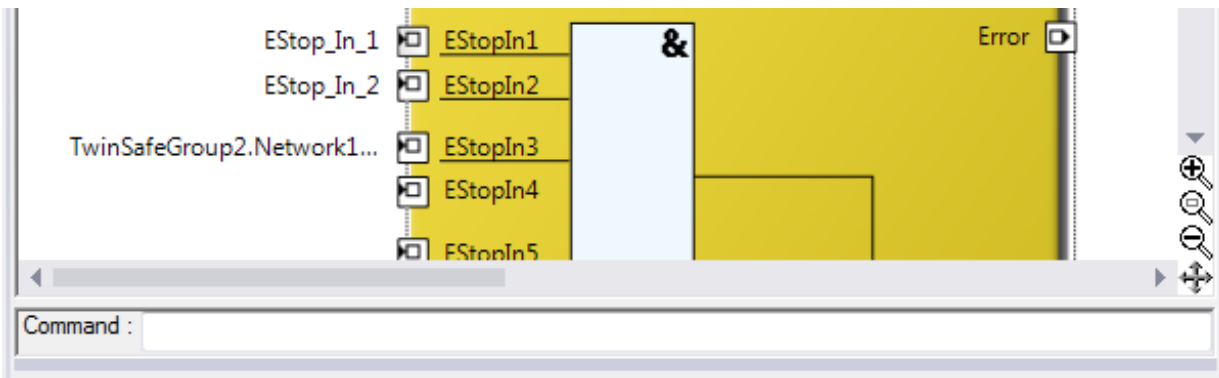 EStop_In_1 EStopIn1 & Error
EStop_In_2 EStopIn2
TwinSafeGroup2.Network1... EStopIn3
EStopIn4
EStopIn5
Command :